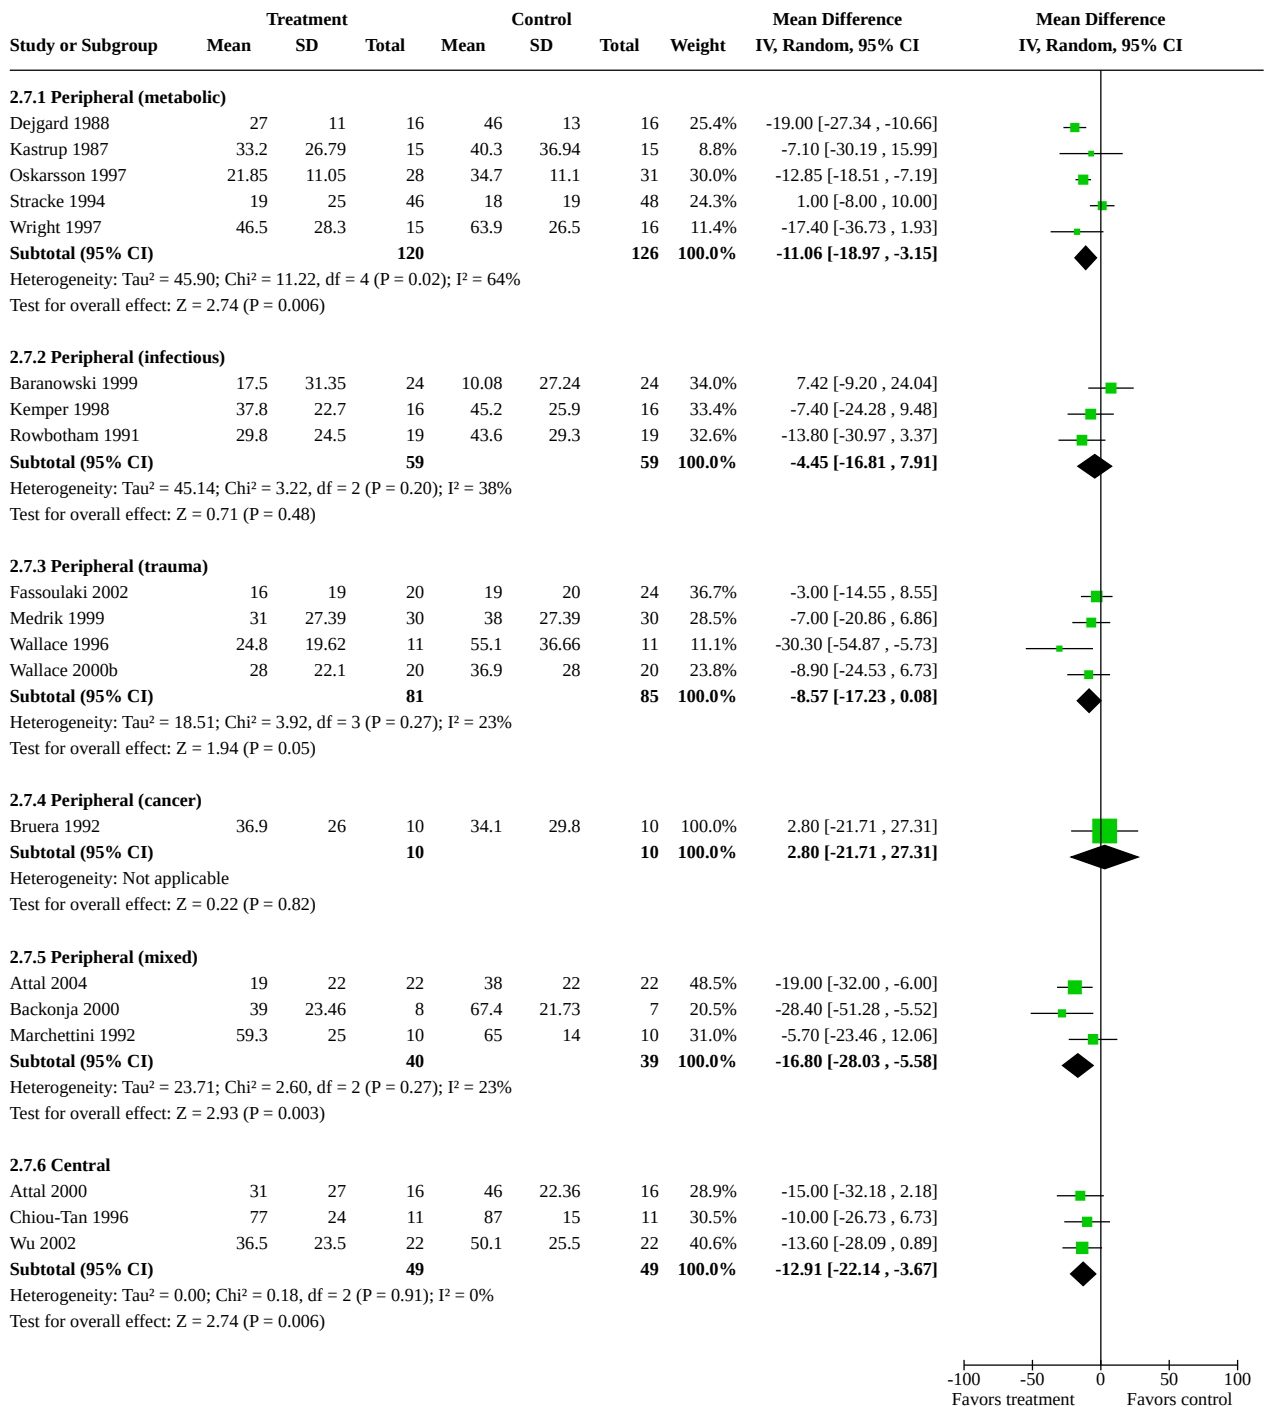 Treatment Control Mean Difference Mean Difference
Study or Subgroup Mean SD Total Mean SD Total Weight IV, Random, 95% CI IV, Random, 95% CI
2.7.1 Peripheral (metabolic)
Dejgard 1988 27 11 16 46 13 16 25.4% -19.00 [-27.34 , -10.66]
Kastrup 1987 33.2 26.79 15 40.3 36.94 15 8.8% -7.10 [-30.19 , 15.99]
Oskarsson 1997 21.85 11.05 28 34.7 11.1 31 30.0% -12.85 [-18.51 , -7.19]
Stracke 1994 19 25 46 18 19 48 24.3% 1.00 [-8.00 , 10.00]
Wright 1997 46.5 28.3 15 63.9 26.5 16 11.4% -17.40 [-36.73 , 1.93]
Subtotal (95% CI) 120 126 100.0% -11.06 [-18.97 , -3.15]
Heterogeneity: Tau² = 45.90; Chi² = 11.22, df = 4 (P = 0.02); I² = 64%
Test for overall effect: Z = 2.74 (P = 0.006)
2.7.2 Peripheral (infectious)
Baranowski 1999 17.5 31.35 24 10.08 27.24 24 34.0% 7.42 [-9.20 , 24.04]
Kemper 1998 37.8 22.7 16 45.2 25.9 16 33.4% -7.40 [-24.28 , 9.48]
Rowbotham 1991 29.8 24.5 19 43.6 29.3 19 32.6% -13.80 [-30.97 , 3.37]
Subtotal (95% CI) 59 59 100.0% -4.45 [-16.81 , 7.91]
Heterogeneity: Tau² = 45.14; Chi² = 3.22, df = 2 (P = 0.20); I² = 38%
Test for overall effect: Z = 0.71 (P = 0.48)
2.7.3 Peripheral (trauma)
Fassoulaki 2002 16 19 20 19 20 24 36.7% -3.00 [-14.55 , 8.55]
Medrik 1999 31 27.39 30 38 27.39 30 28.5% -7.00 [-20.86 , 6.86]
Wallace 1996 24.8 19.62 11 55.1 36.66 11 11.1% -30.30 [-54.87 , -5.73]
Wallace 2000b 28 22.1 20 36.9 28 20 23.8% -8.90 [-24.53 , 6.73]
Subtotal (95% CI) 81 85 100.0% -8.57 [-17.23 , 0.08]
Heterogeneity: Tau² = 18.51; Chi² = 3.92, df = 3 (P = 0.27); I² = 23%
Test for overall effect: Z = 1.94 (P = 0.05)
2.7.4 Peripheral (cancer)
Bruera 1992 36.9 26 10 34.1 29.8 10 100.0% 2.80 [-21.71 , 27.31]
Subtotal (95% CI) 10 10 100.0% 2.80 [-21.71 , 27.31]
Heterogeneity: Not applicable
Test for overall effect: Z = 0.22 (P = 0.82)
2.7.5 Peripheral (mixed)
Attal 2004 19 22 22 38 22 22 48.5% -19.00 [-32.00 , -6.00]
Backonja 2000 39 23.46 8 67.4 21.73 7 20.5% -28.40 [-51.28 , -5.52]
Marchettini 1992 59.3 25 10 65 14 10 31.0% -5.70 [-23.46 , 12.06]
Subtotal (95% CI) 40 39 100.0% -16.80 [-28.03 , -5.58]
Heterogeneity: Tau² = 23.71; Chi² = 2.60, df = 2 (P = 0.27); I² = 23%
Test for overall effect: Z = 2.93 (P = 0.003)
2.7.6 Central
Attal 2000 31 27 16 46 22.36 16 28.9% -15.00 [-32.18 , 2.18]
Chiou-Tan 1996 77 24 11 87 15 11 30.5% -10.00 [-26.73 , 6.73]
Wu 2002 36.5 23.5 22 50.1 25.5 22 40.6% -13.60 [-28.09 , 0.89]
Subtotal (95% CI) 49 49 100.0% -12.91 [-22.14 , -3.67]
Heterogeneity: Tau² = 0.00; Chi² = 0.18, df = 2 (P = 0.91); I² = 0%
Test for overall effect: Z = 2.74 (P = 0.006)
-100 -50 0 50 100
Favors treatment Favors control